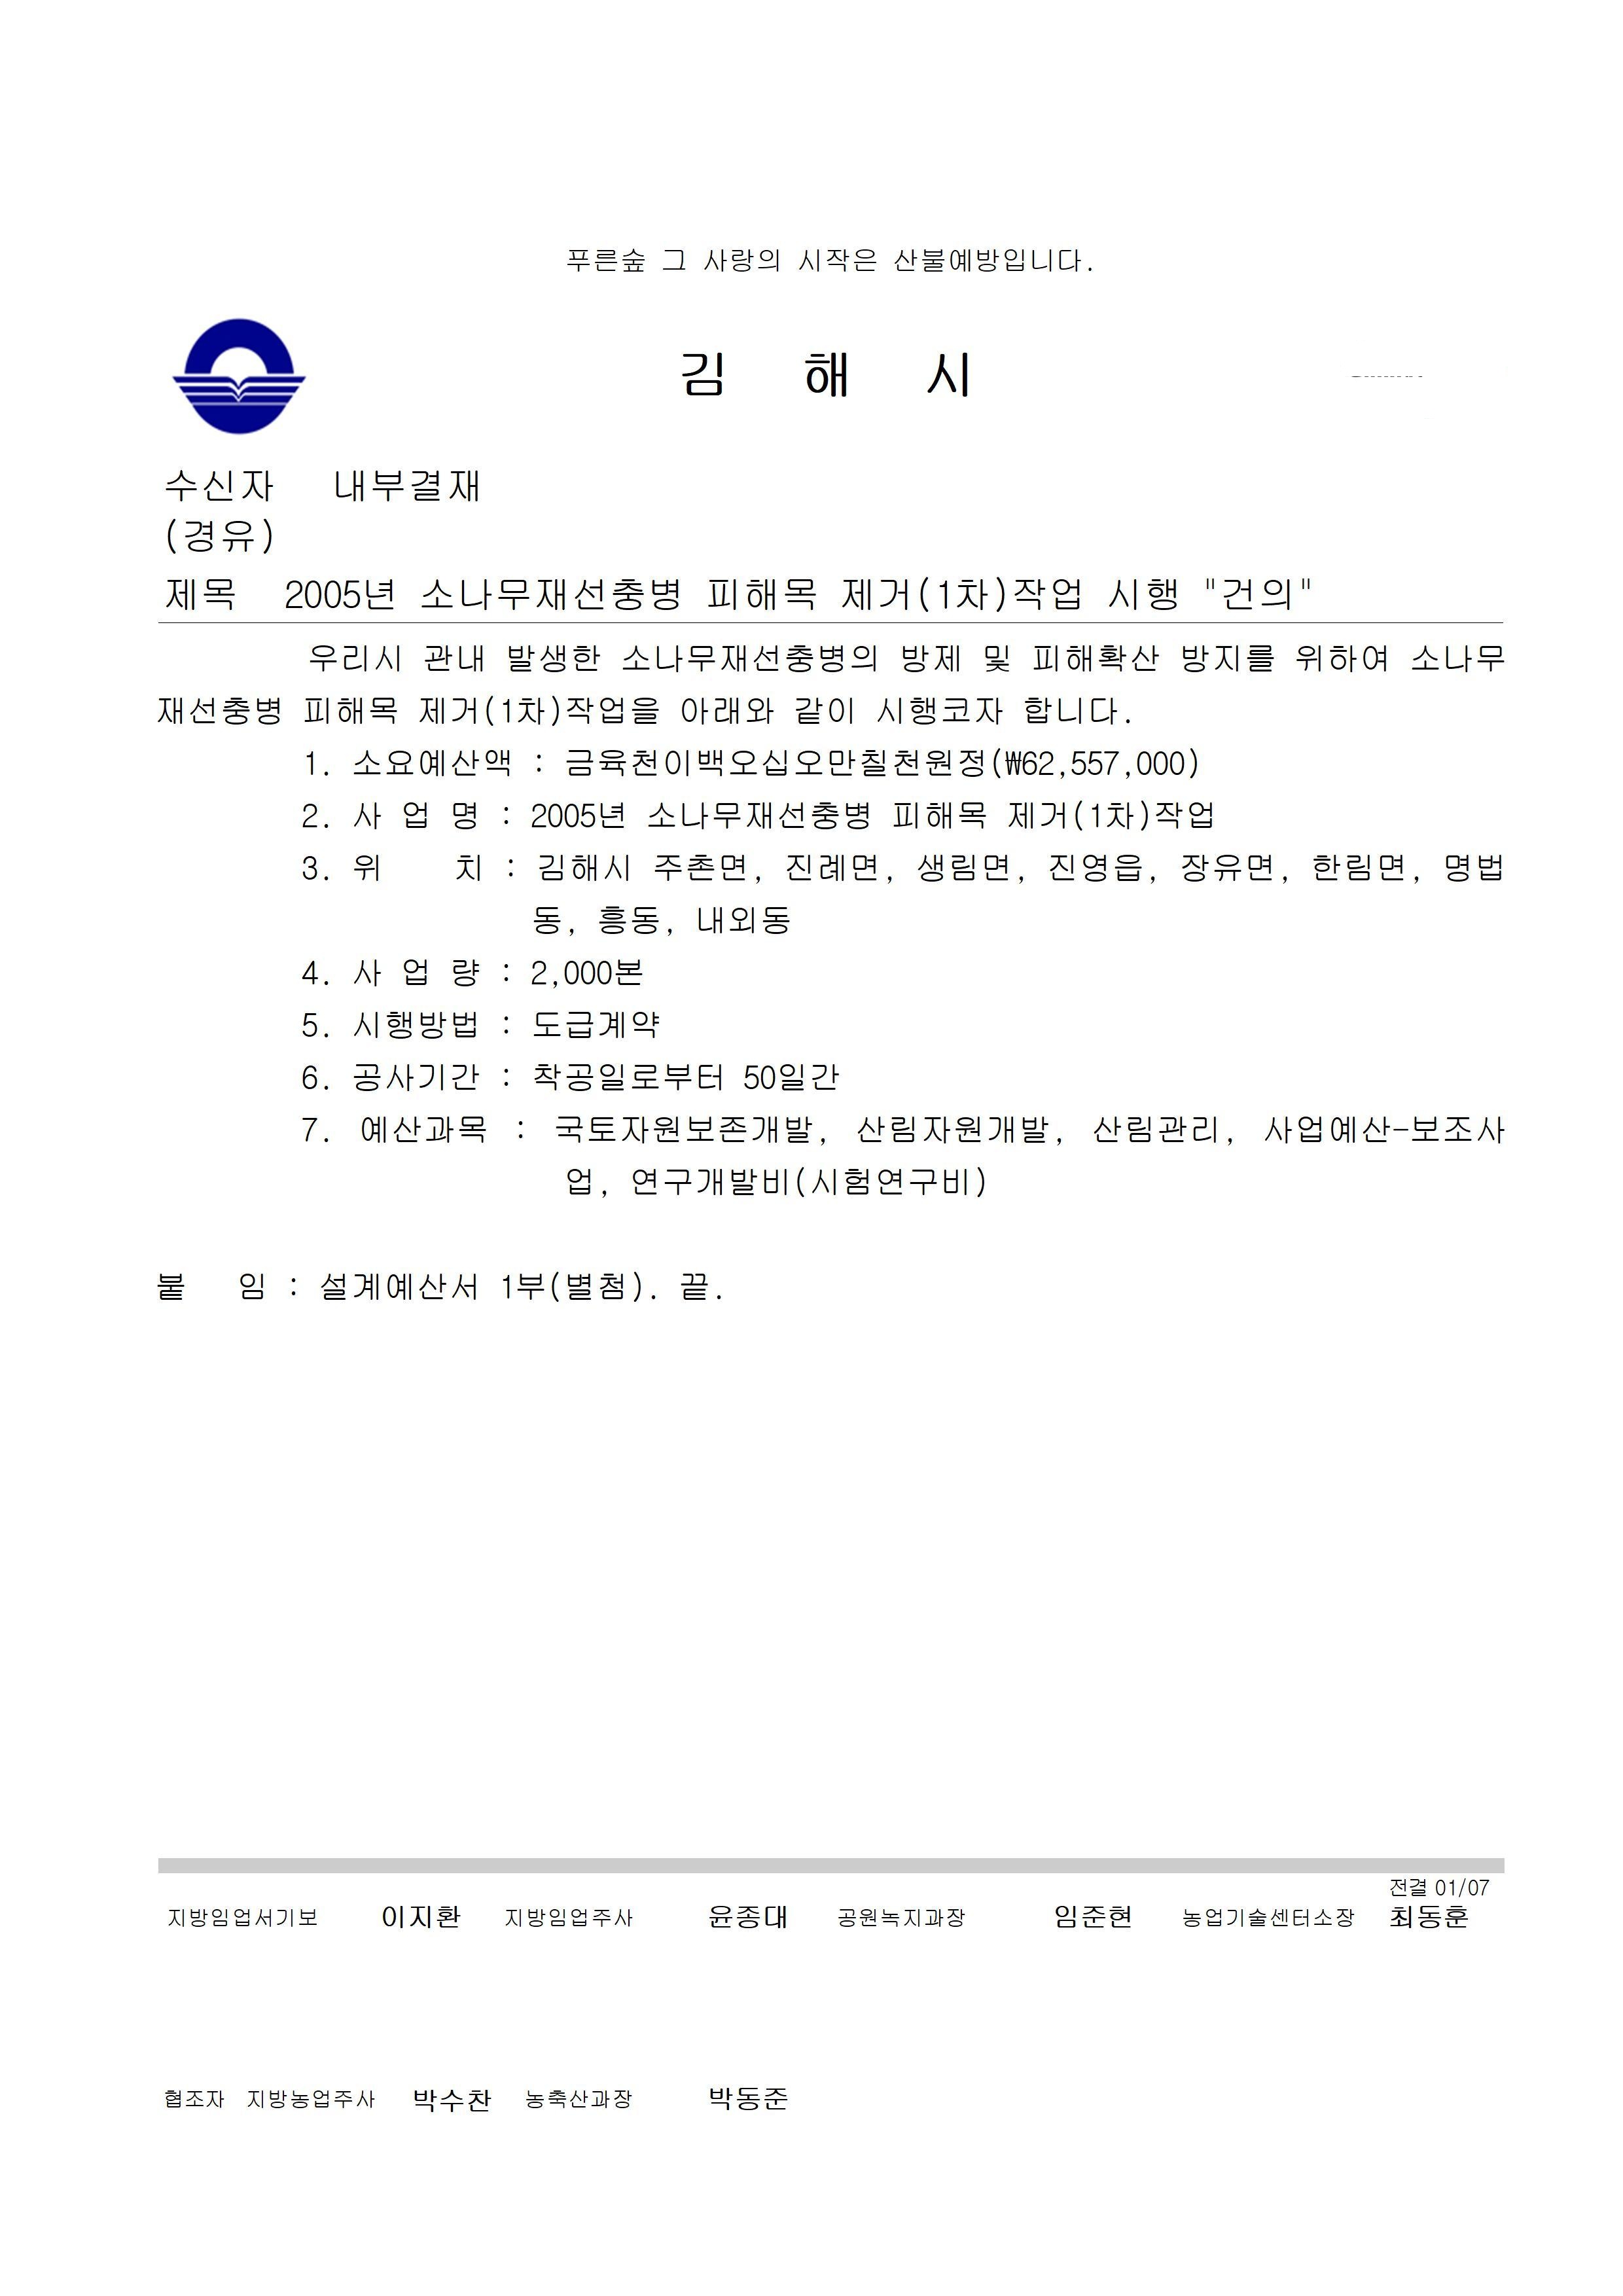 푸른숲 그 사랑의 시작은 산불예방입니다.
김 해 시
수신자 내부결재
(경유)
제목 2005년 소나무재선충병 피해목 제거(1차)작업 시행 "건의"
우리시 관내 발생한 소나무재선충병의 방제 및 피해확산 방지를 위하여 소나무
재선충병 피해목 제거(1차)작업을 아래와 같이 시행코자 합니다.
1. 소요예산액 : 금육천이백오십오만칠천원정(₩62,557,000)
2. 사 업 명 : 2005년 소나무재선충병 피해목 제거(1차)작업
3. 위 치 : 김해시 주촌면, 진례면, 생림면, 진영읍, 장유면, 한림면, 명법
동, 흥동, 내외동
4. 사 업 량 : 2,000본
5. 시행방법 : 도급계약
6. 공사기간 : 착공일로부터 50일간
7. 예산과목 : 국토자원보존개발, 산림자원개발, 산림관리, 사업예산-보조사
업, 연구개발비(시험연구비)
붙 임 : 설계예산서 1부(별첨). 끝.
전결 01/07
지방임업서기보 이지환 지방임업주사 윤종대 공원녹지과장 임준현 농업기술센터소장 최동훈
협조자 지방농업주사 박수찬 농축산과장 박동준